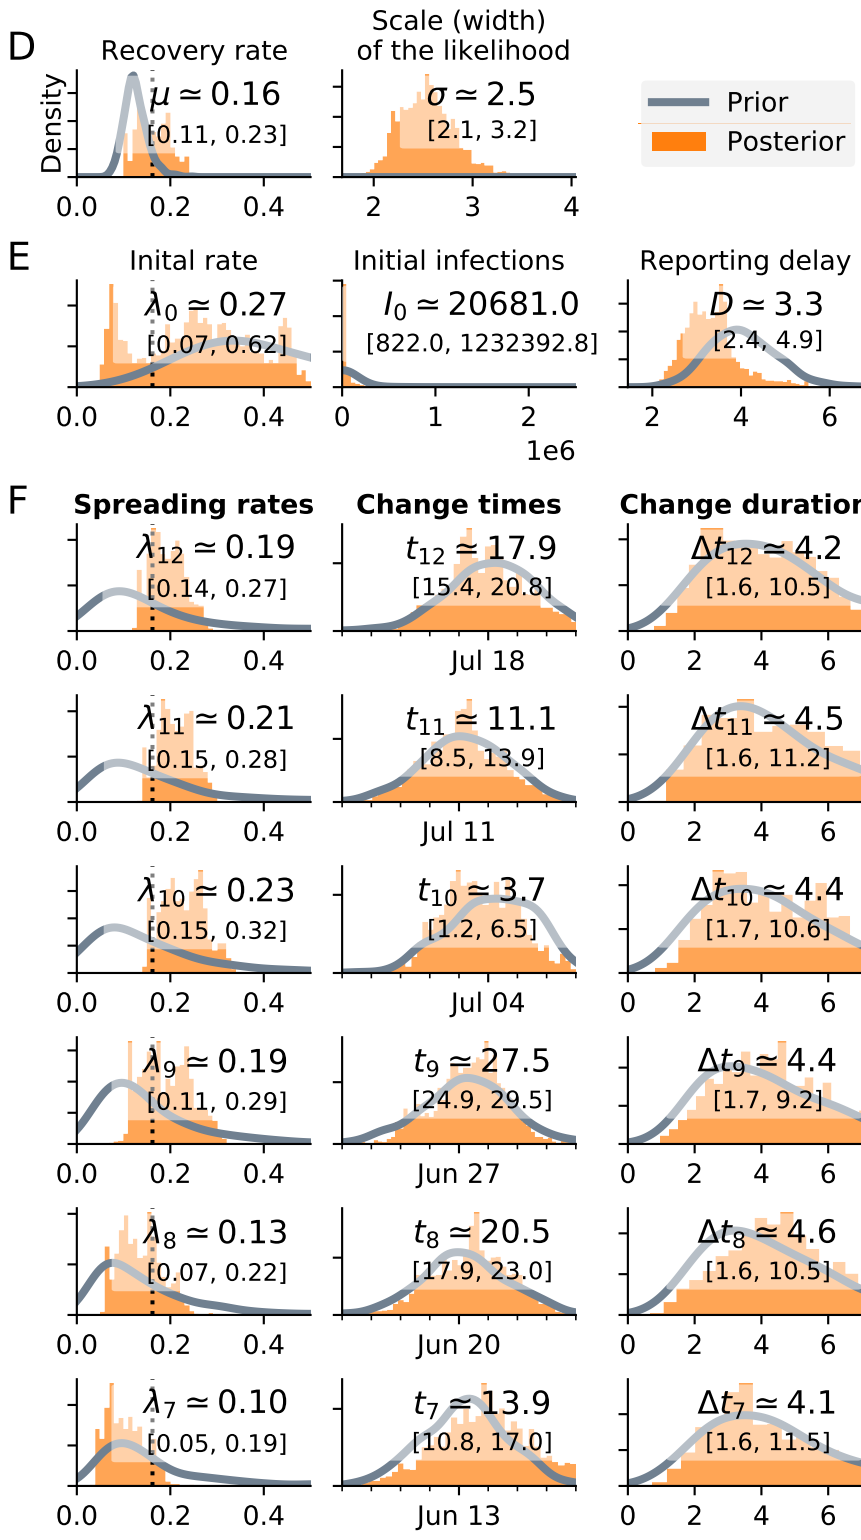 D
Recovery rate
Scale (width)
of the likelihood
Density
μ ≃ 0.16
[0.11, 0.23]
σ ≃ 2.5
[2.1, 3.2]
Prior
Posterior
0.0 0.2 0.4
2 3 4
E
Inital rate
Initial infections
Reporting delay
λ0 ≃ 0.27
[0.07, 0.62]
I0 ≃ 20681.0
[822.0, 1232392.8]
D ≃ 3.3
[2.4, 4.9]
0.0 0.2 0.4
0 1 2
1e6
2 4 6
F
Spreading rates
Change times
Change duration
λ12 ≃ 0.19
[0.14, 0.27]
t12 ≃ 17.9
[15.4, 20.8]
Δt12 ≃ 4.2
[1.6, 10.5]
0.0 0.2 0.4
Jul 18
0 2 4 6
λ11 ≃ 0.21
[0.15, 0.28]
t11 ≃ 11.1
[8.5, 13.9]
Δt11 ≃ 4.5
[1.6, 11.2]
0.0 0.2 0.4
Jul 11
0 2 4 6
λ10 ≃ 0.23
[0.15, 0.32]
t10 ≃ 3.7
[1.2, 6.5]
Δt10 ≃ 4.4
[1.7, 10.6]
0.0 0.2 0.4
Jul 04
0 2 4 6
λ9 ≃ 0.19
[0.11, 0.29]
t9 ≃ 27.5
[24.9, 29.5]
Δt9 ≃ 4.4
[1.7, 9.2]
0.0 0.2 0.4
Jun 27
0 2 4 6
λ8 ≃ 0.13
[0.07, 0.22]
t8 ≃ 20.5
[17.9, 23.0]
Δt8 ≃ 4.6
[1.6, 10.5]
0.0 0.2 0.4
Jun 20
0 2 4 6
λ7 ≃ 0.10
[0.05, 0.19]
t7 ≃ 13.9
[10.8, 17.0]
Δt7 ≃ 4.1
[1.6, 11.5]
0.0 0.2 0.4
Jun 13
0 2 4 6